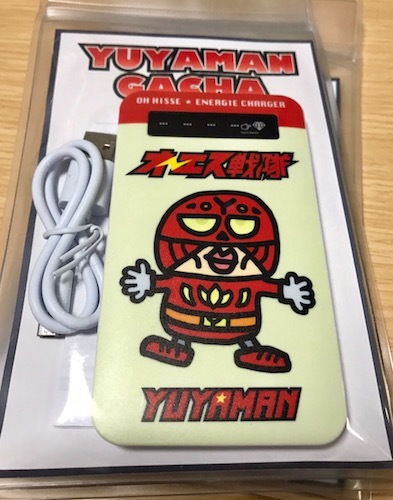 YUYAMAN
GACHA
OH HISSE ★ ENERGIE CHARGER
オーエス戦隊
YUYAMAN